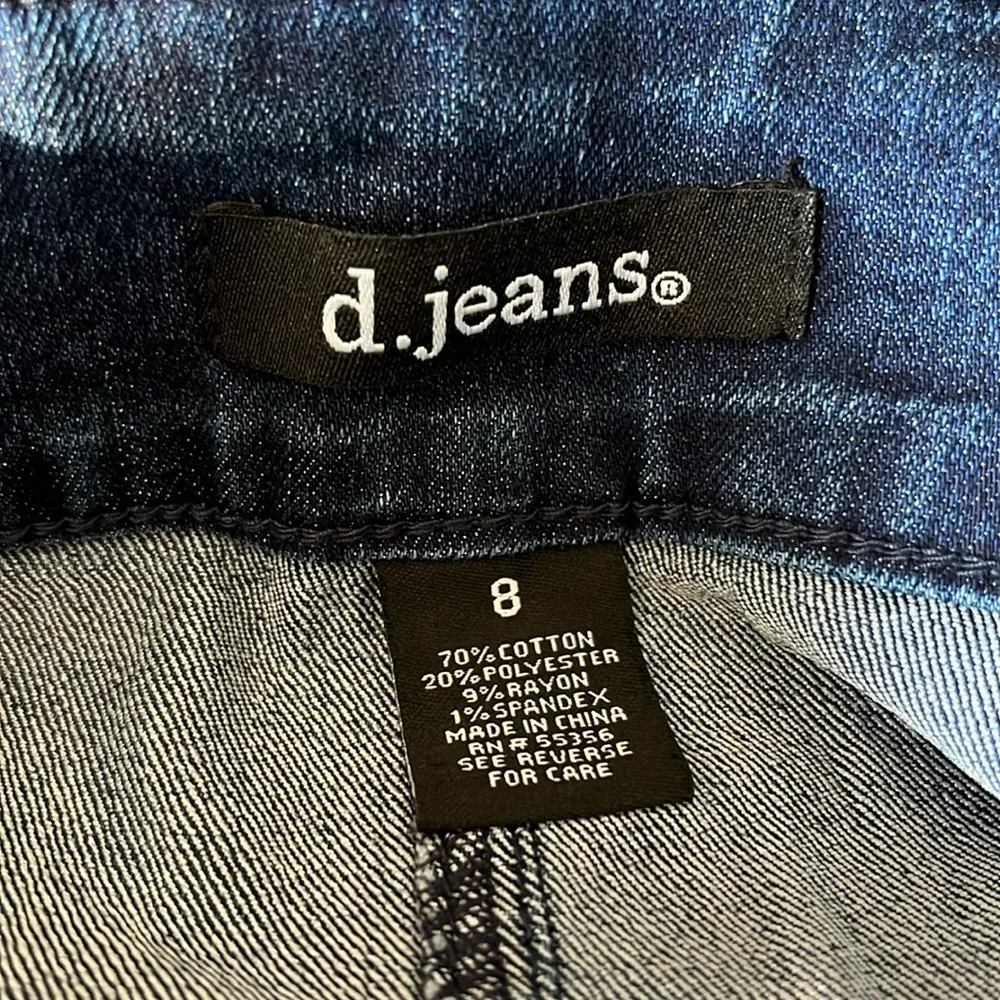 d.jeans®
8
70% COTTON
20% POLYESTER
9% RAYON
1% SPANDEX
MADE IN CHINA
RN # 55356
SEE REVERSE
FOR CARE